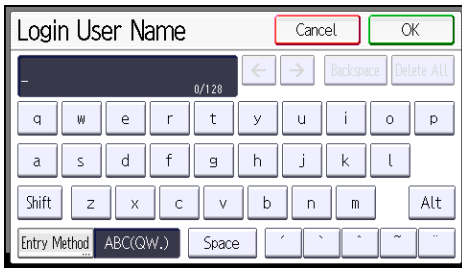 Login User Name Cancel OK
_ 0/128 ← → Backspace Delete All
q w e r t y u i o p
a s d f g h j k l
Shift z x c v b n m Alt
Entry Method ABC(QW.) Space ´ ` ^ ~ ¨